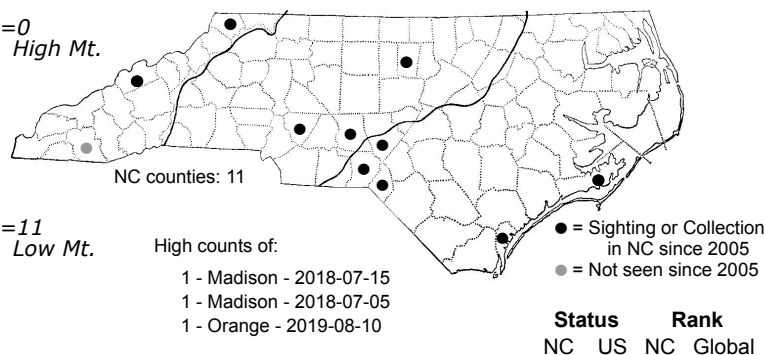 =0
High Mt.
NC counties: 11
=11
Low Mt.
High counts of:
1 - Madison - 2018-07-15
1 - Madison - 2018-07-05
1 - Orange - 2019-08-10
● = Sighting or Collection
in NC since 2005
● = Not seen since 2005
Status Rank
NC US NC Global